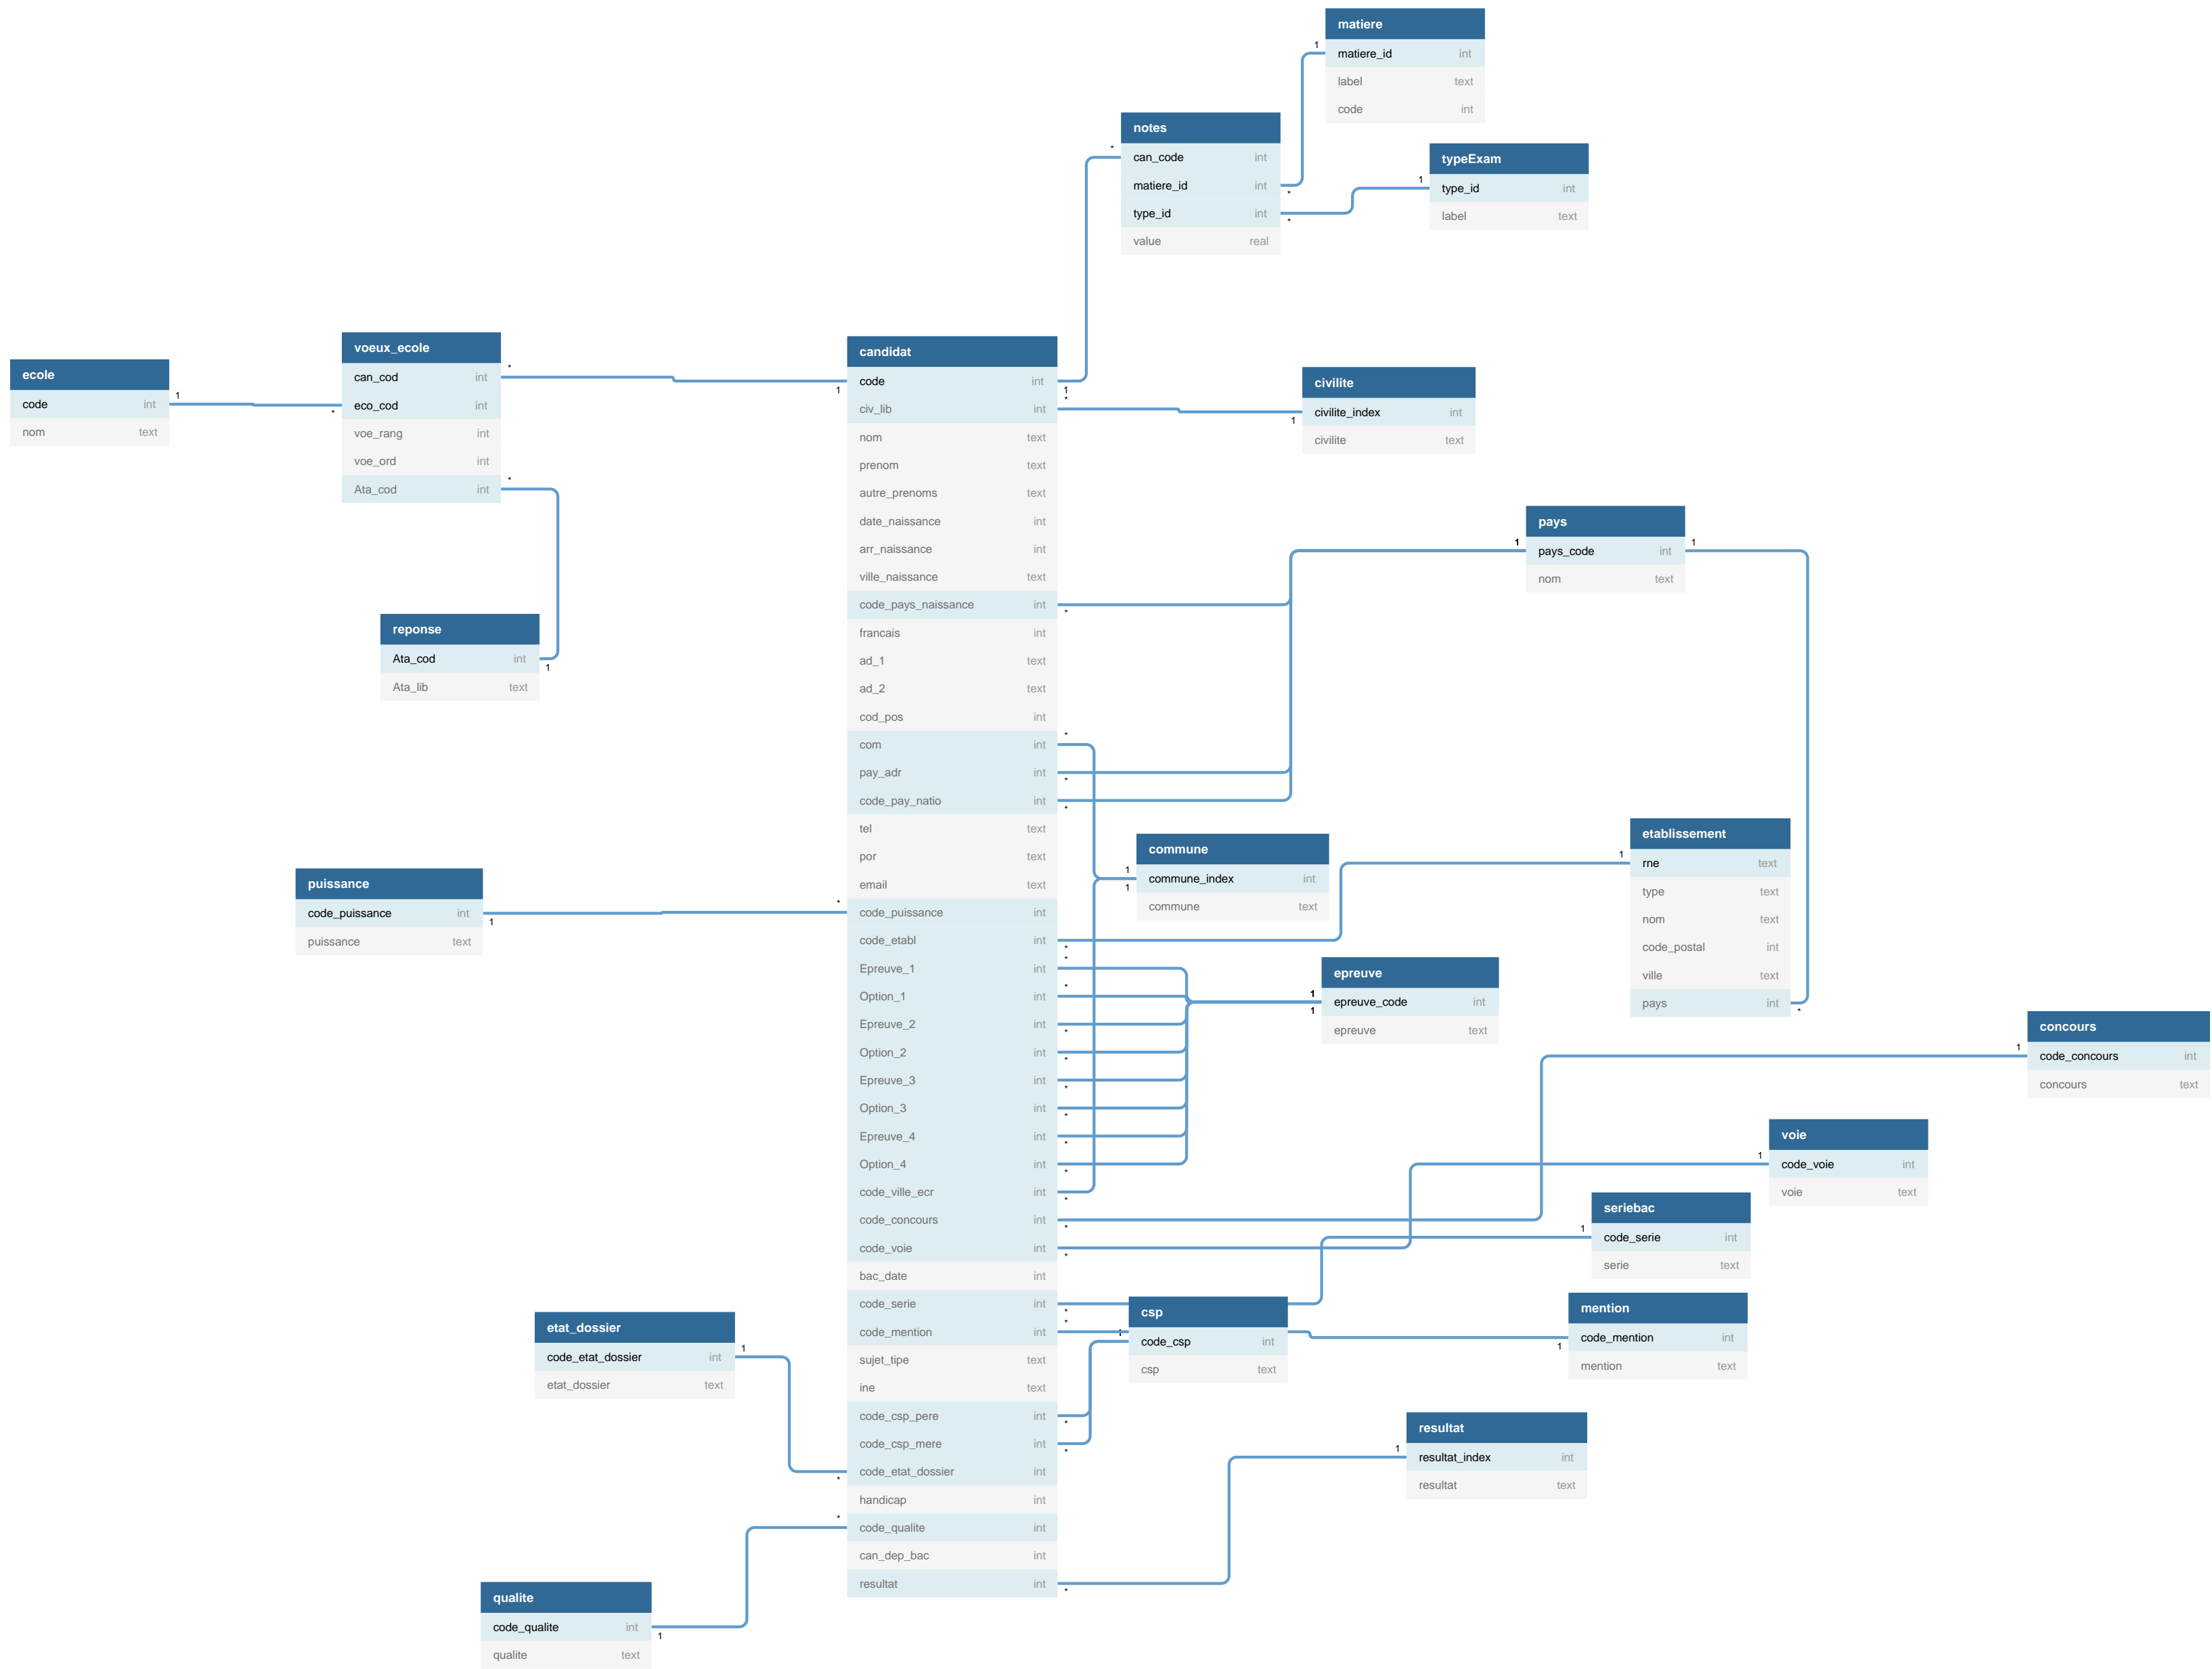 matiere
matiere_id int
label text
code int
notes
can_code int
matiere_id int
type_id int
value real
typeExam
type_id int
label text
ecole
code int
nom text
voeux_ecole
can_cod int
eco_cod int
voe_rang int
voe_ord int
Ata_cod int
reponse
Ata_cod int
Ata_lib text
candidat
code int
civ_lib int
nom text
prenom text
autre_prenoms text
date_naissance int
arr_naissance int
ville_naissance text
code_pays_naissance int
francais int
ad_1 text
ad_2 text
cod_pos int
com int
pay_adr int
code_pay_natio int
tel text
por text
email text
code_puissance int
code_etabl int
Epreuve_1 int
Option_1 int
Epreuve_2 int
Option_2 int
Epreuve_3 int
Option_3 int
Epreuve_4 int
Option_4 int
code_ville_ecr int
code_concours int
code_voie int
bac_date int
code_serie int
code_mention int
sujet_tipe text
ine text
code_csp_pere int
code_csp_mere int
code_etat_dossier int
handicap int
code_qualite int
can_dep_bac int
resultat int
civilite
civilite_index int
civilite text
pays
pays_code int
nom text
commune
commune_index int
commune text
etablissement
rne text
type text
nom text
code_postal int
ville text
pays int
puissance
code_puissance int
puissance text
epreuve
epreuve_code int
epreuve text
concours
code_concours int
concours text
voie
code_voie int
voie text
seriebac
code_serie int
serie text
csp
code_csp int
csp text
mention
code_mention int
mention text
etat_dossier
code_etat_dossier int
etat_dossier text
resultat
resultat_index int
resultat text
qualite
code_qualite int
qualite text